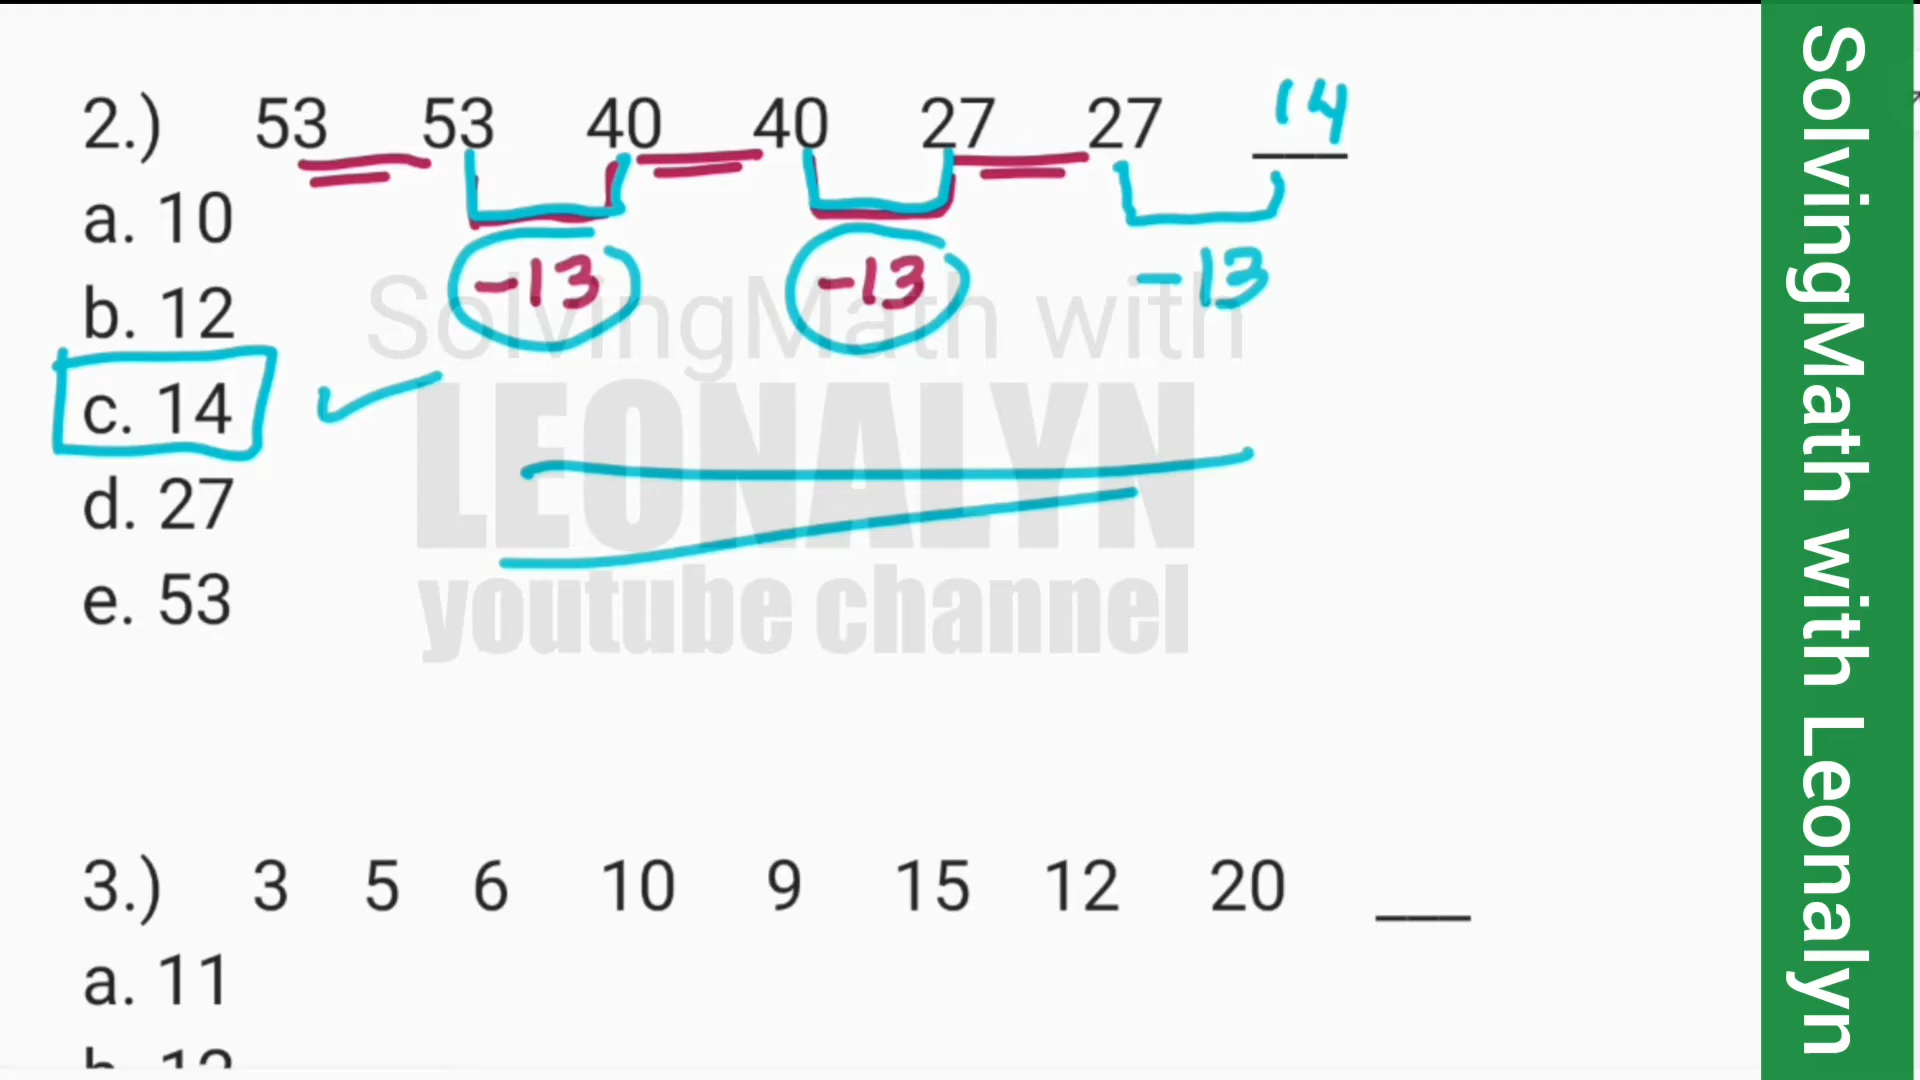 2.) 53 53 40 40 27 27 14
a. 10
-13 -13 -13
b. 12
c. 14
d. 27
e. 53
SolvingMath with
LEONALYN
youtube channel
3.) 3 5 6 10 9 15 12 20 ___
a. 11
SolvingMath with Leonalyn